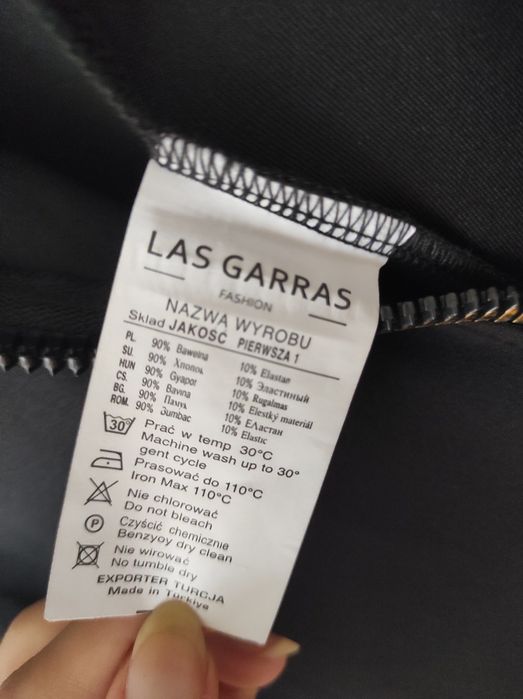 LAS GARRAS
FASHION
NAZWA WYROBU
Skład JAKOŚĆ PIERWSZA 1
PL. 90% Bawełna 10% Elastan
SU. 90% Хлопок 10% Эластиный
HUN 90% Gyapor 10% Rugalmas
CS. 90% Bavlna 10% Elestký materiál
BG. 90% Памук 10% ЕЛастан
ROM. 90% Bumbac 10% Elastic
30°
Prać w temp 30°C
Machine wash up to 30°
gent cycle
Prasować do 110°C
Iron Max 110°C
Nie chlorować
Do not bleach
P
Czyścić chemicznie
Benzyoy dry clean
Nie wirować
No tumble dry
EXPORTER TURCJA
Made in Türkiye